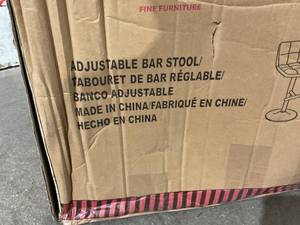 FINE FURNITURE
ADJUSTABLE BAR STOOL/
TABOURET DE BAR RÉGLABLE/
BANCO ADJUSTABLE
MADE IN CHINA/FABRIQUÉ EN CHINE/
HECHO EN CHINA